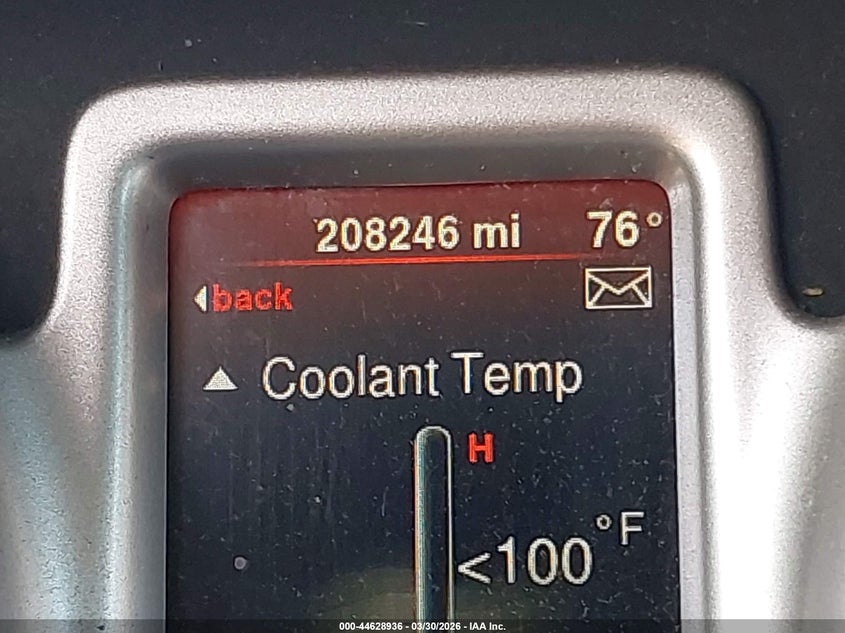 208246 mi 76°
back
Coolant Temp
H
<100 °F
000-44628936 - 03/30/2026 - IAA Inc.